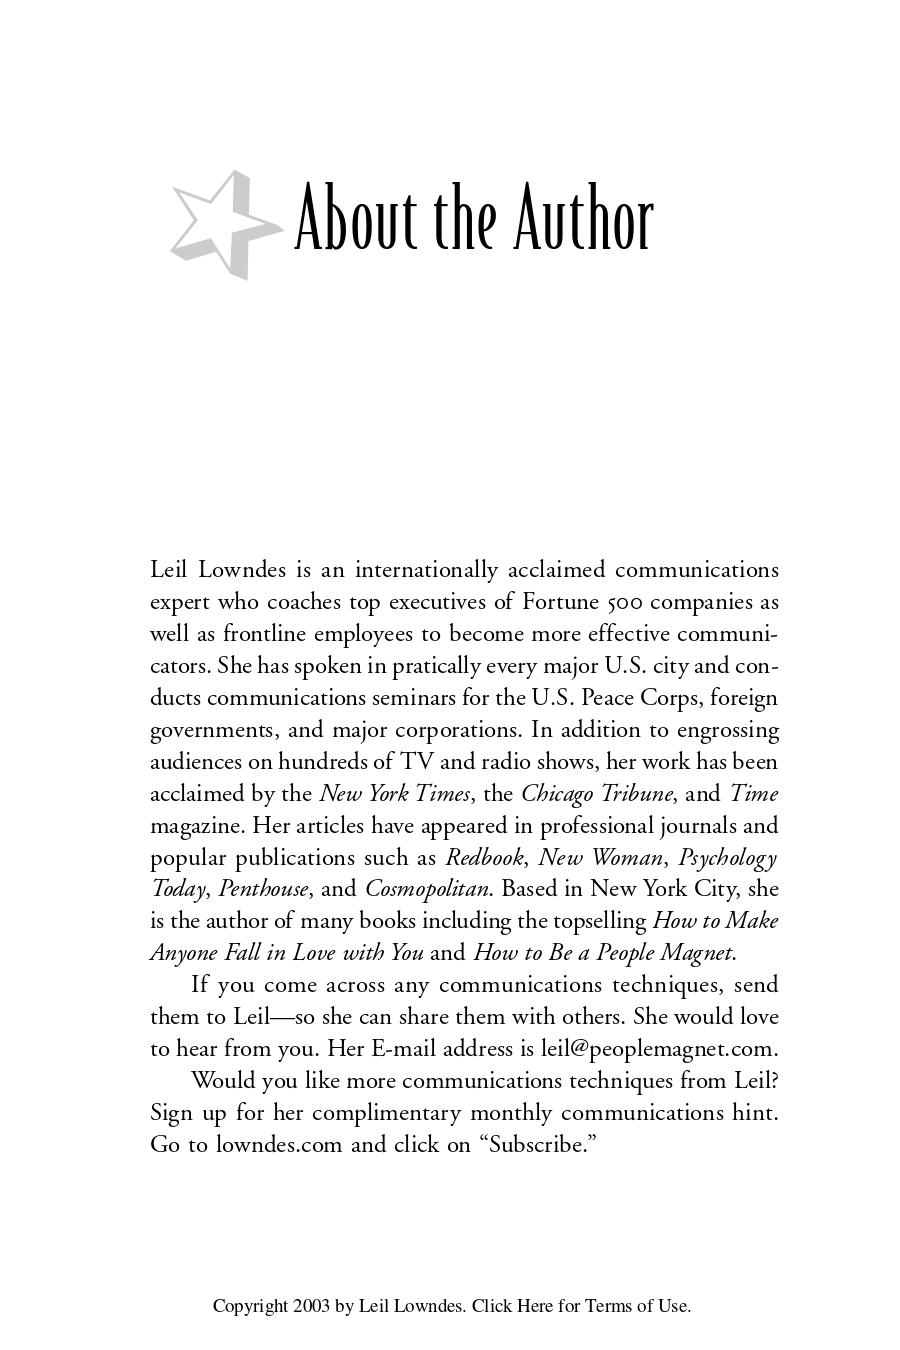 About the Author
Leil Lowndes is an internationally acclaimed communications
expert who coaches top executives of Fortune 500 companies as
well as frontline employees to become more effective communi-
cators. She has spoken in pratically every major U.S. city and con-
ducts communications seminars for the U.S. Peace Corps, foreign
governments, and major corporations. In addition to engrossing
audiences on hundreds of TV and radio shows, her work has been
acclaimed by the New York Times, the Chicago Tribune, and Time
magazine. Her articles have appeared in professional journals and
popular publications such as Redbook, New Woman, Psychology
Today, Penthouse, and Cosmopolitan. Based in New York City, she
is the author of many books including the topselling How to Make
Anyone Fall in Love with You and How to Be a People Magnet.
If you come across any communications techniques, send
them to Leil—so she can share them with others. She would love
to hear from you. Her E-mail address is leil@peoplemagnet.com.
Would you like more communications techniques from Leil?
Sign up for her complimentary monthly communications hint.
Go to lowndes.com and click on “Subscribe.”
Copyright 2003 by Leil Lowndes. Click Here for Terms of Use.